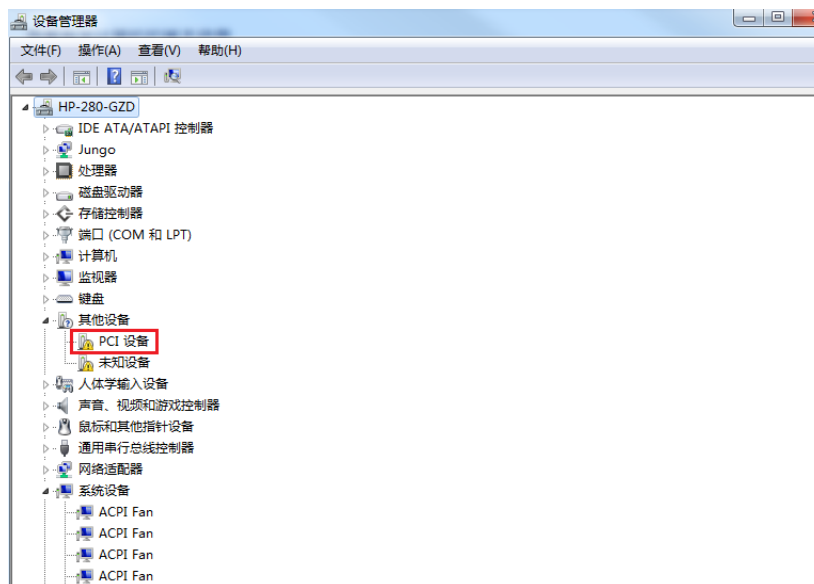 设备管理器
文件(F) 操作(A) 查看(V) 帮助(H)
HP-280-GZD
IDE ATA/ATAPI 控制器
Jungo
处理器
磁盘驱动器
存储控制器
端口 (COM 和 LPT)
计算机
监视器
键盘
其他设备
PCI 设备
未知设备
人体学输入设备
声音、视频和游戏控制器
鼠标和其他指针设备
通用串行总线控制器
网络适配器
系统设备
ACPI Fan
ACPI Fan
ACPI Fan
ACPI Fan